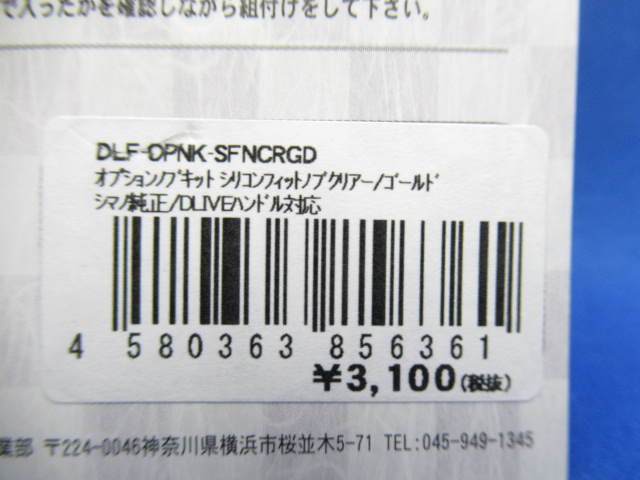 で入ったかを確認しながら組付けをして下さい。
DLF-OPNK-SFNCRGD
オプションノブキット シリコンフィットノブクリアー/ゴールド
シマノ純正/DLIVEハンドル対応
4 580363 856361
￥3,100(税抜)
業部 〒224-0046神奈川県横浜市桜並木5-71 TEL:045-949-1345